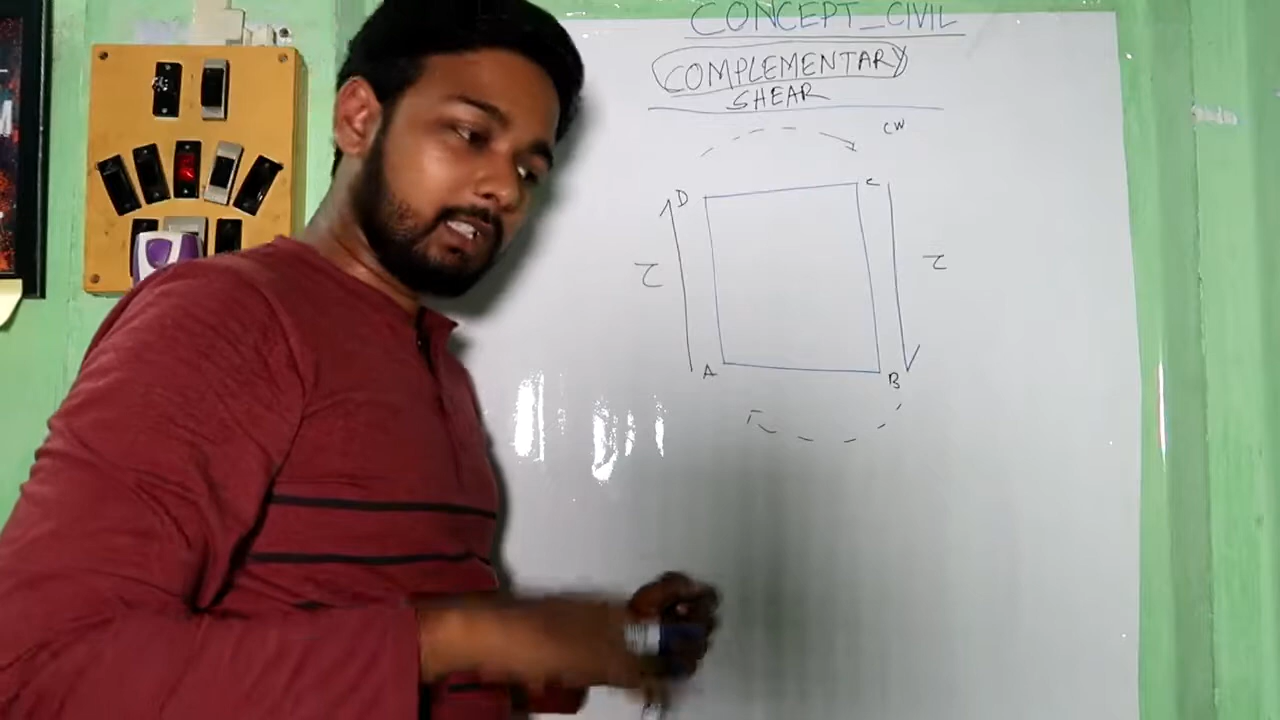 CONCEPT_CIVIL
COMPLEMENTARY
SHEAR
CW
D
C
τ
τ
A
B